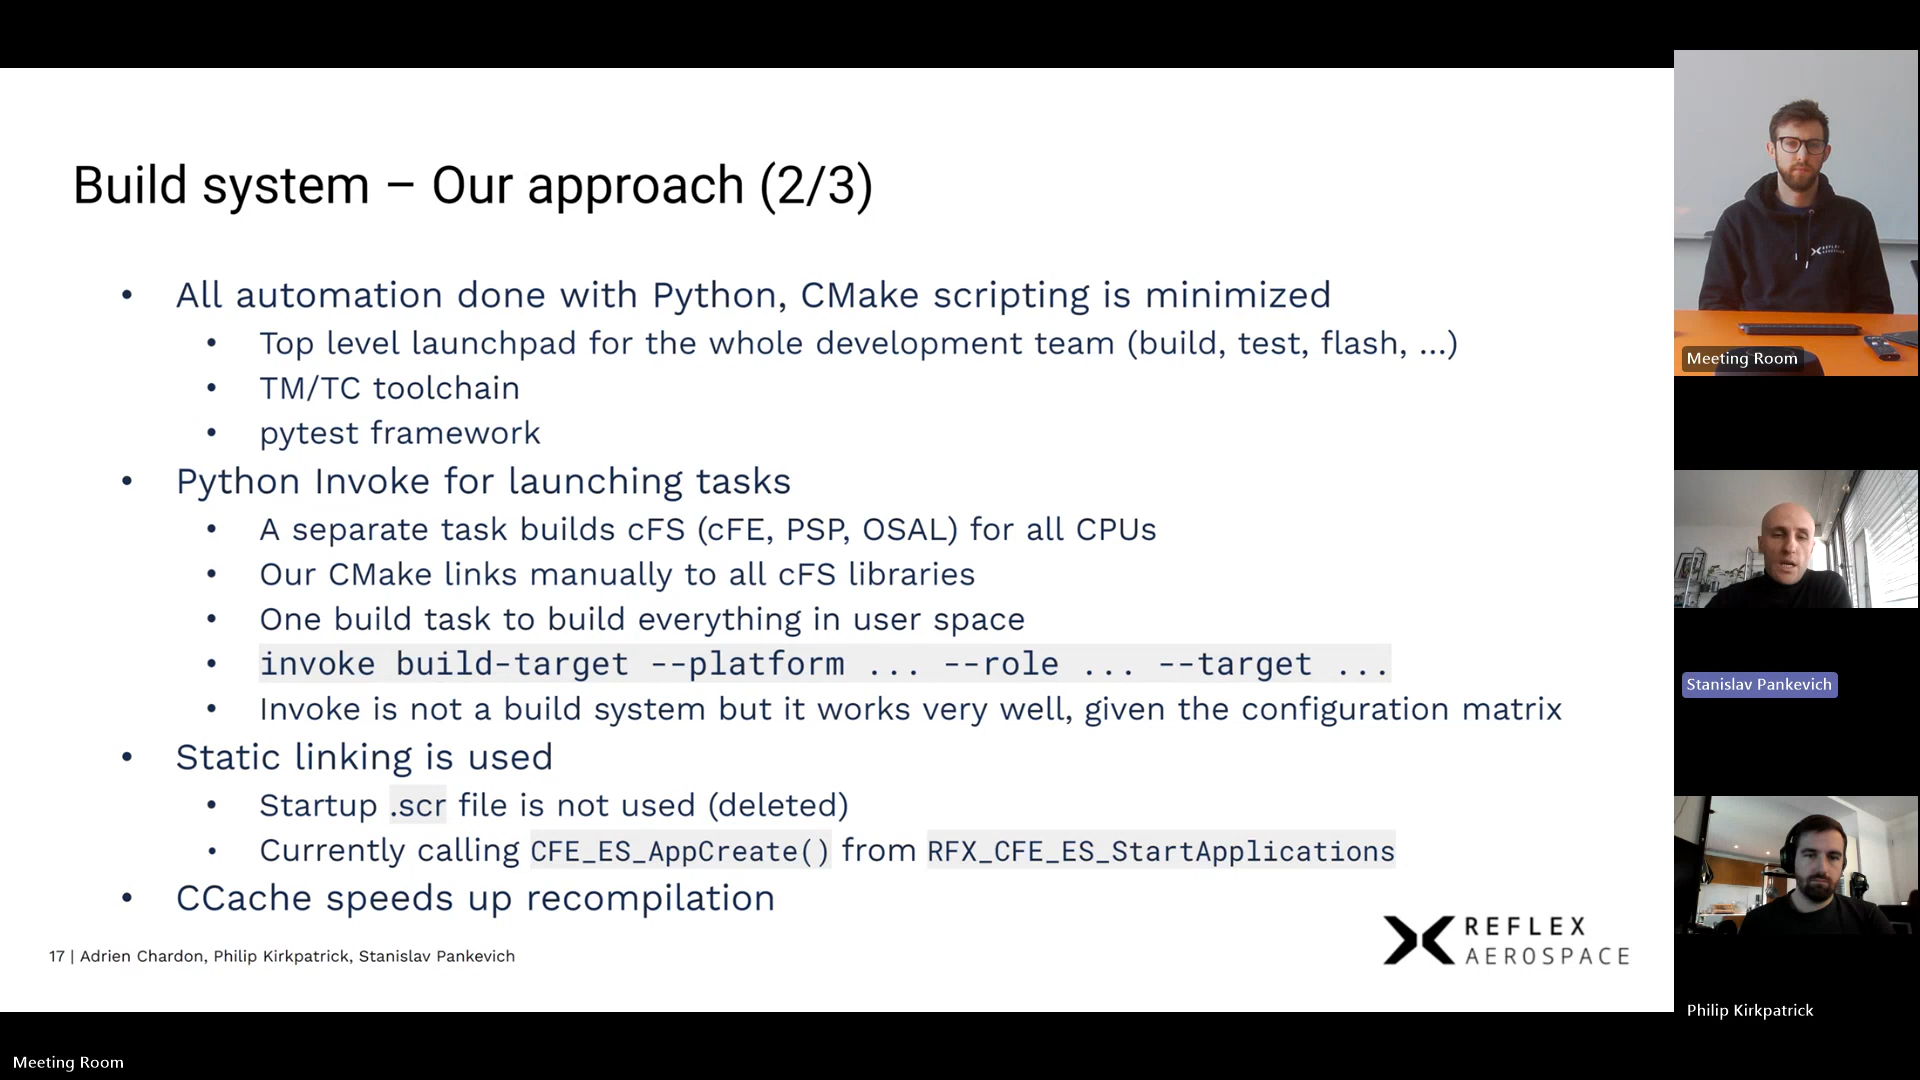 Build system – Our approach (2/3)
• All automation done with Python, CMake scripting is minimized
• Top level launchpad for the whole development team (build, test, flash, ...)
• TM/TC toolchain
• pytest framework
• Python Invoke for launching tasks
• A separate task builds cFS (cFE, PSP, OSAL) for all CPUs
• Our CMake links manually to all cFS libraries
• One build task to build everything in user space
• invoke build-target --platform ... --role ... --target ...
• Invoke is not a build system but it works very well, given the configuration matrix
• Static linking is used
• Startup .scr file is not used (deleted)
• Currently calling CFE_ES_AppCreate() from RFX_CFE_ES_StartApplications
• CCache speeds up recompilation
17 | Adrien Chardon, Philip Kirkpatrick, Stanislav Pankevich
REFLEX
AEROSPACE
REFLEX
AEROSPACE
Meeting Room
Stanislav Pankevich
Philip Kirkpatrick
Meeting Room